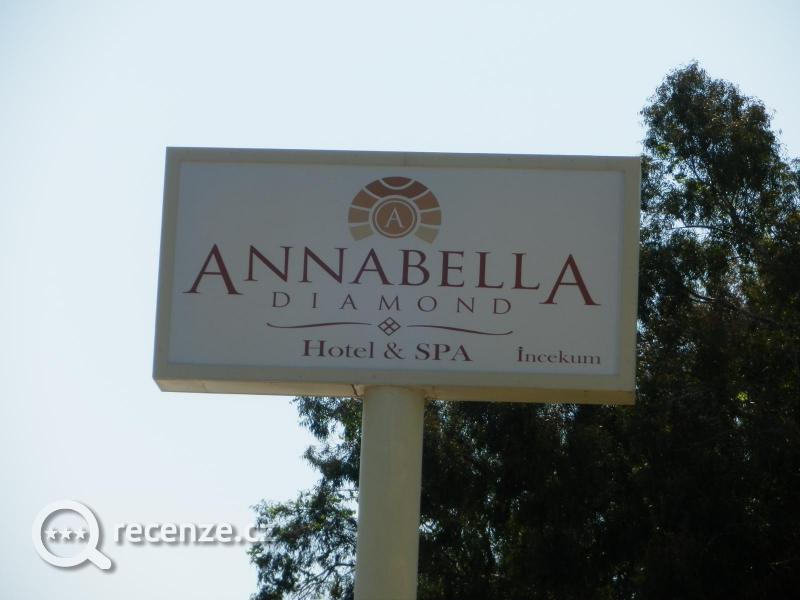 A
ANNABELLA
DIAMOND
Hotel & SPA İncekum
*** recenze.cz